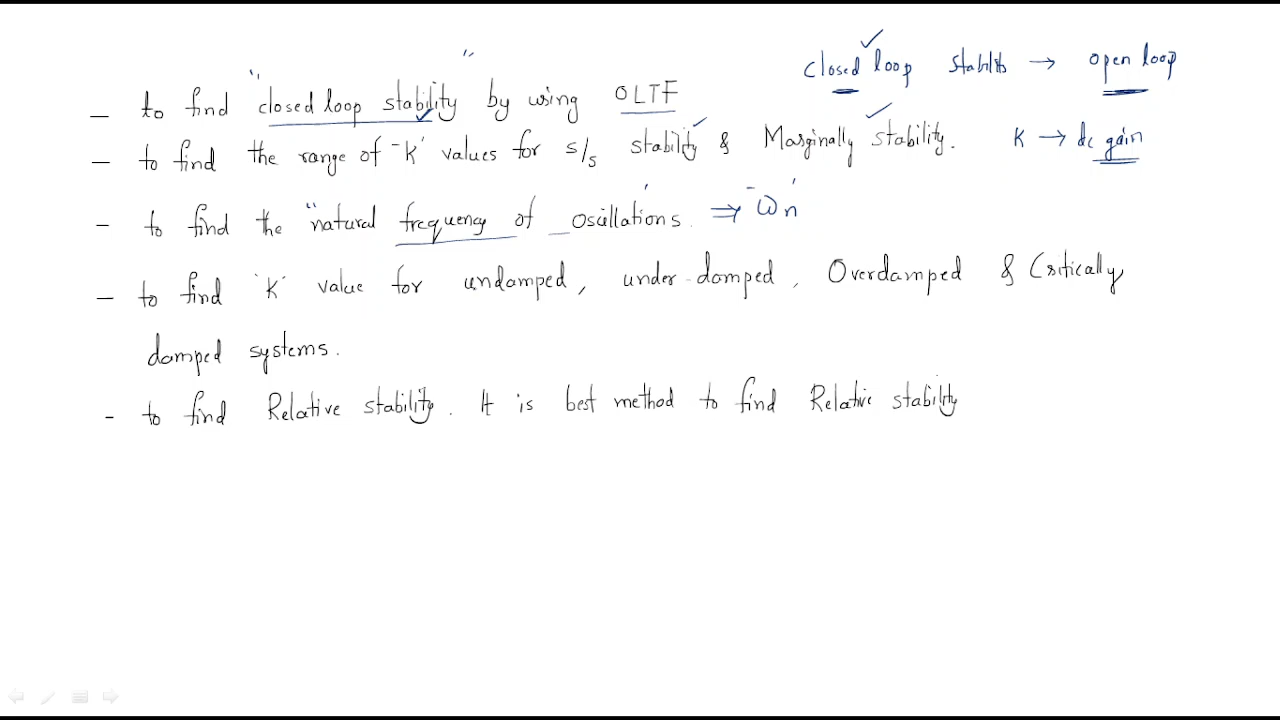 closed loop stability → open loop
- to find "closed loop stability" by using OLTF
- to find the range of 'K' values for s/s stability & Marginally stability. K → dc gain
- to find the "natural frequency of oscillations. ⇒ 'ωn'
- to find 'K' value for undamped, under-damped, Overdamped & Critically
damped systems.
- to find Relative stability. It is best method to find Relative stability